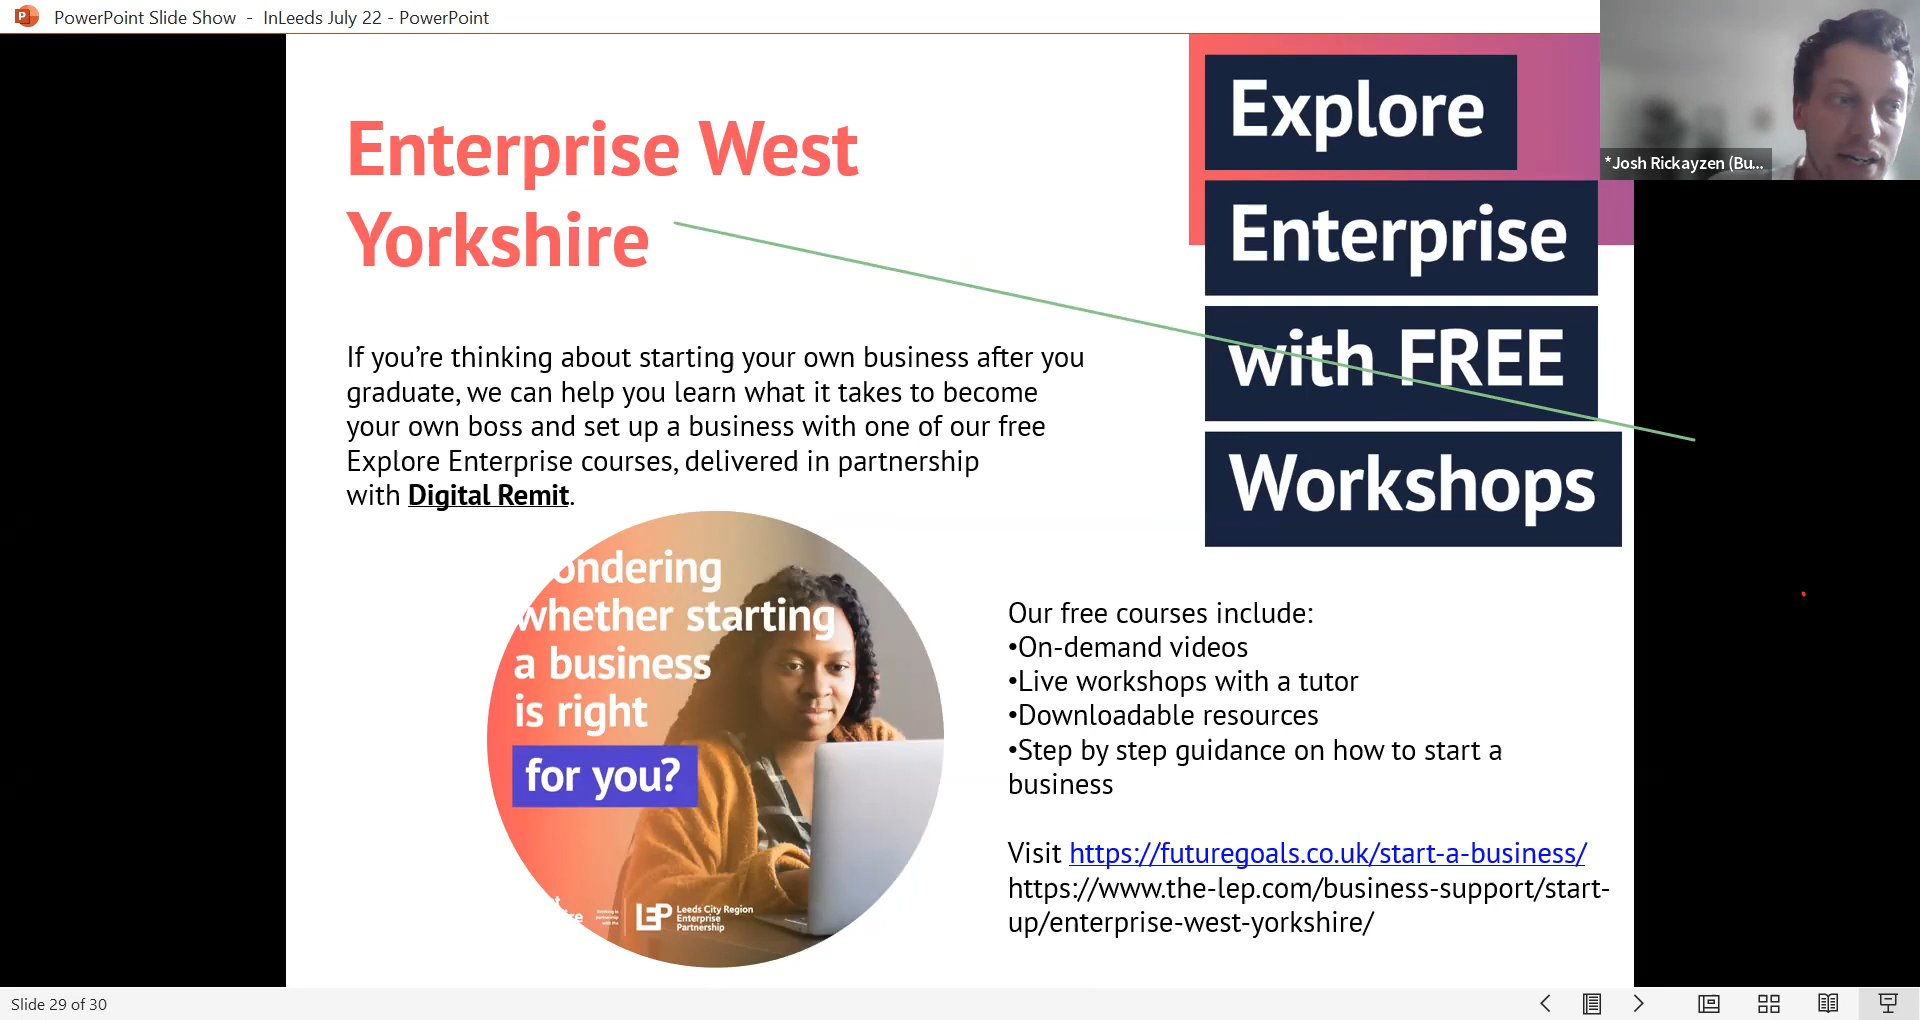 PowerPoint Slide Show - InLeeds July 22 - PowerPoint
*Josh Rickayzen (Bu...
Enterprise West
Yorkshire
Explore
Enterprise
with FREE
Workshops
If you’re thinking about starting your own business after you
graduate, we can help you learn what it takes to become
your own boss and set up a business with one of our free
Explore Enterprise courses, delivered in partnership
with Digital Remit.
ondering
whether starting
a business
is right
for you?
LEP
Leeds City Region
Enterprise
Partnership
Our free courses include:
•On-demand videos
•Live workshops with a tutor
•Downloadable resources
•Step by step guidance on how to start a
business
Visit https://futuregoals.co.uk/start-a-business/
https://www.the-lep.com/business-support/start-
up/enterprise-west-yorkshire/
Slide 29 of 30